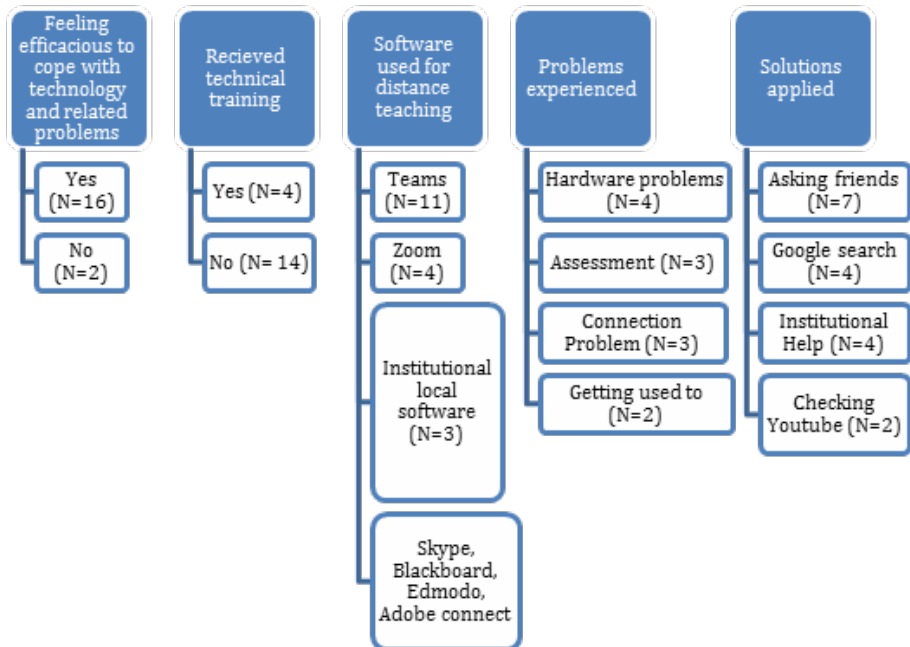 Feeling
efficacious to
cope with
technology
and related
problems
Yes
(N=16)
No
(N=2)
Recieved
technical
training
Yes (N=4)
No (N= 14)
Software
used for
distance
teaching
Teams
(N=11)
Zoom
(N=4)
Institutional
local
software
(N=3)
Skype,
Blackboard,
Edmodo,
Adobe connect
Problems
experienced
Hardware problems
(N=4)
Assessment (N=3)
Connection
Problem (N=3)
Getting used to
(N=2)
Solutions
applied
Asking friends
(N=7)
Google search
(N=4)
Institutional
Help (N=4)
Checking
Youtube (N=2)